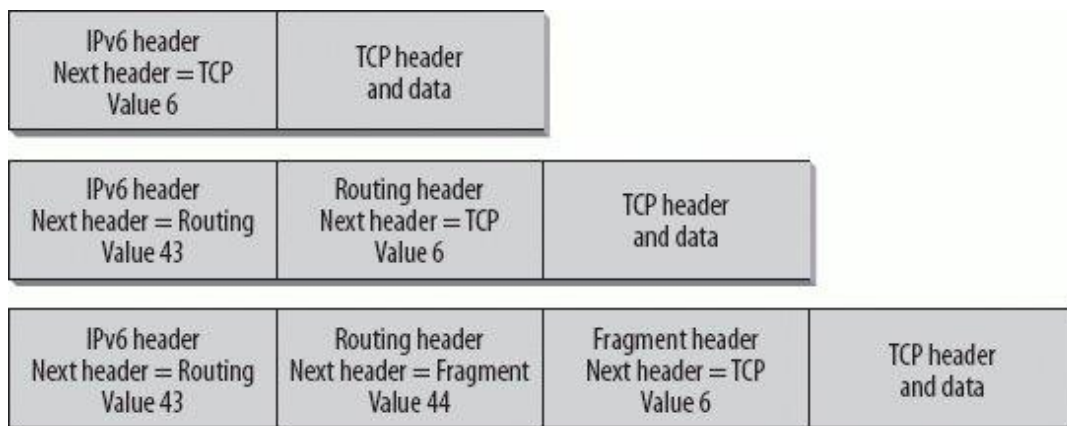 IPv6 header
Next header = TCP
Value 6
TCP header
and data
IPv6 header
Next header = Routing
Value 43
Routing header
Next header = TCP
Value 6
TCP header
and data
IPv6 header
Next header = Routing
Value 43
Routing header
Next header = Fragment
Value 44
Fragment header
Next header = TCP
Value 6
TCP header
and data